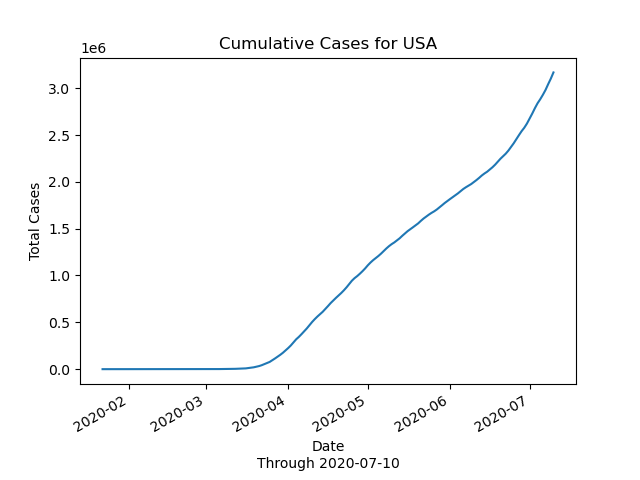 Cumulative Cases for USA
1e6
3.0
2.5
2.0
1.5
1.0
0.5
0.0
Total Cases
2020-02
2020-03
2020-04
2020-05
2020-06
2020-07
Date
Through 2020-07-10